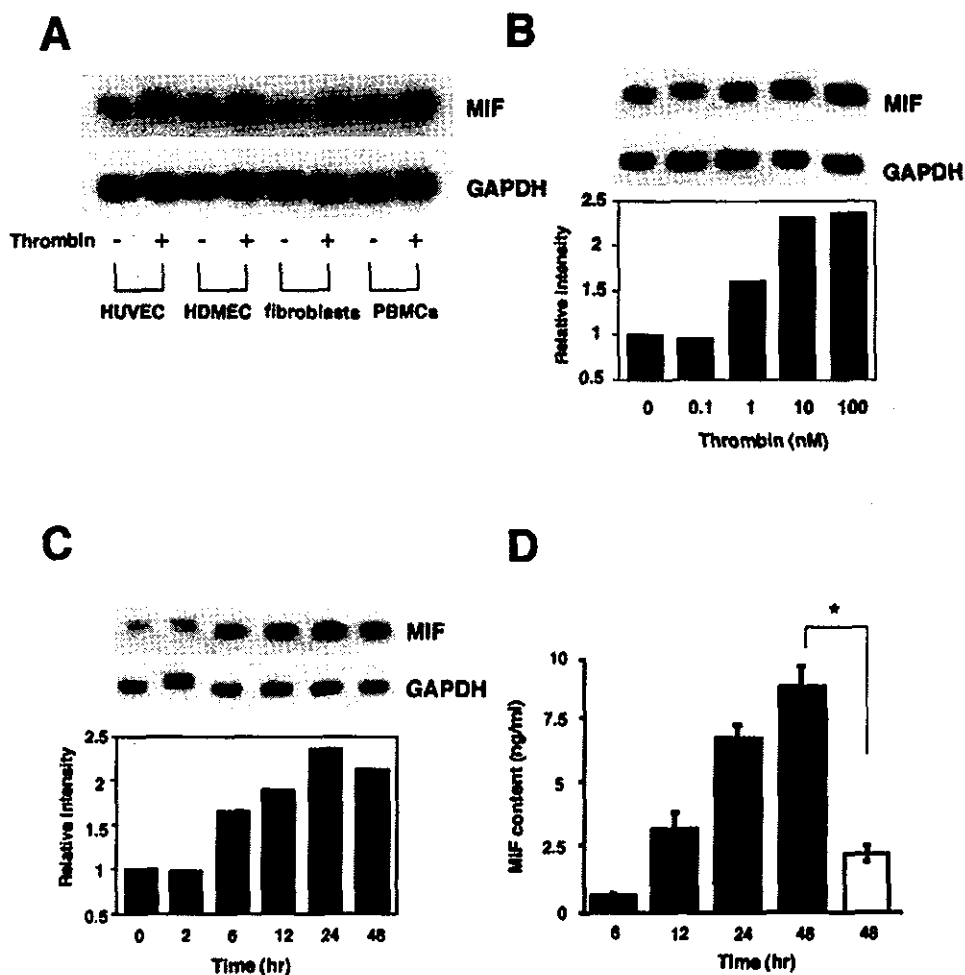 A
MIF
GAPDH
Thrombin - + - + - + - +
HUVEC HDMEC fibroblasts PBMCs
B
MIF
GAPDH
Relative Intensity
2.5
2
1.5
1
0.5
0 0.1 1 10 100
Thrombin (nM)
C
MIF
GAPDH
Relative Intensity
2.5
2
1.5
1
0.5
0 2 6 12 24 48
Time (hr)
D
*
MIF content (ng/ml)
10
7.5
5
2.5
0
6 12 24 48 48
Time (hr)